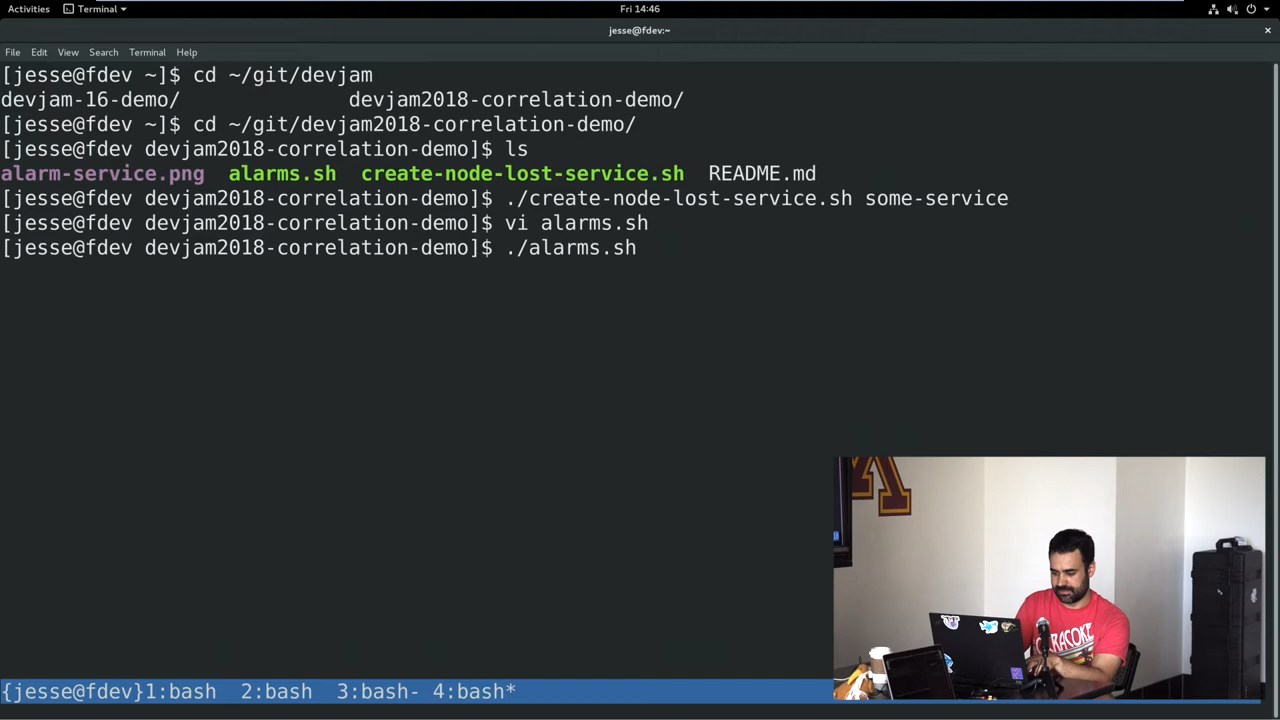 Activities Terminal Fri 14:46
jesse@fdev:~ ×
File Edit View Search Terminal Help
[jesse@fdev ~]$ cd ~/git/devjam
devjam-16-demo/ devjam2018-correlation-demo/
[jesse@fdev ~]$ cd ~/git/devjam2018-correlation-demo/
[jesse@fdev devjam2018-correlation-demo]$ ls
alarm-service.png alarms.sh create-node-lost-service.sh README.md
[jesse@fdev devjam2018-correlation-demo]$ ./create-node-lost-service.sh some-service
[jesse@fdev devjam2018-correlation-demo]$ vi alarms.sh
[jesse@fdev devjam2018-correlation-demo]$ ./alarms.sh
{jesse@fdev}1:bash 2:bash 3:bash- 4:bash*